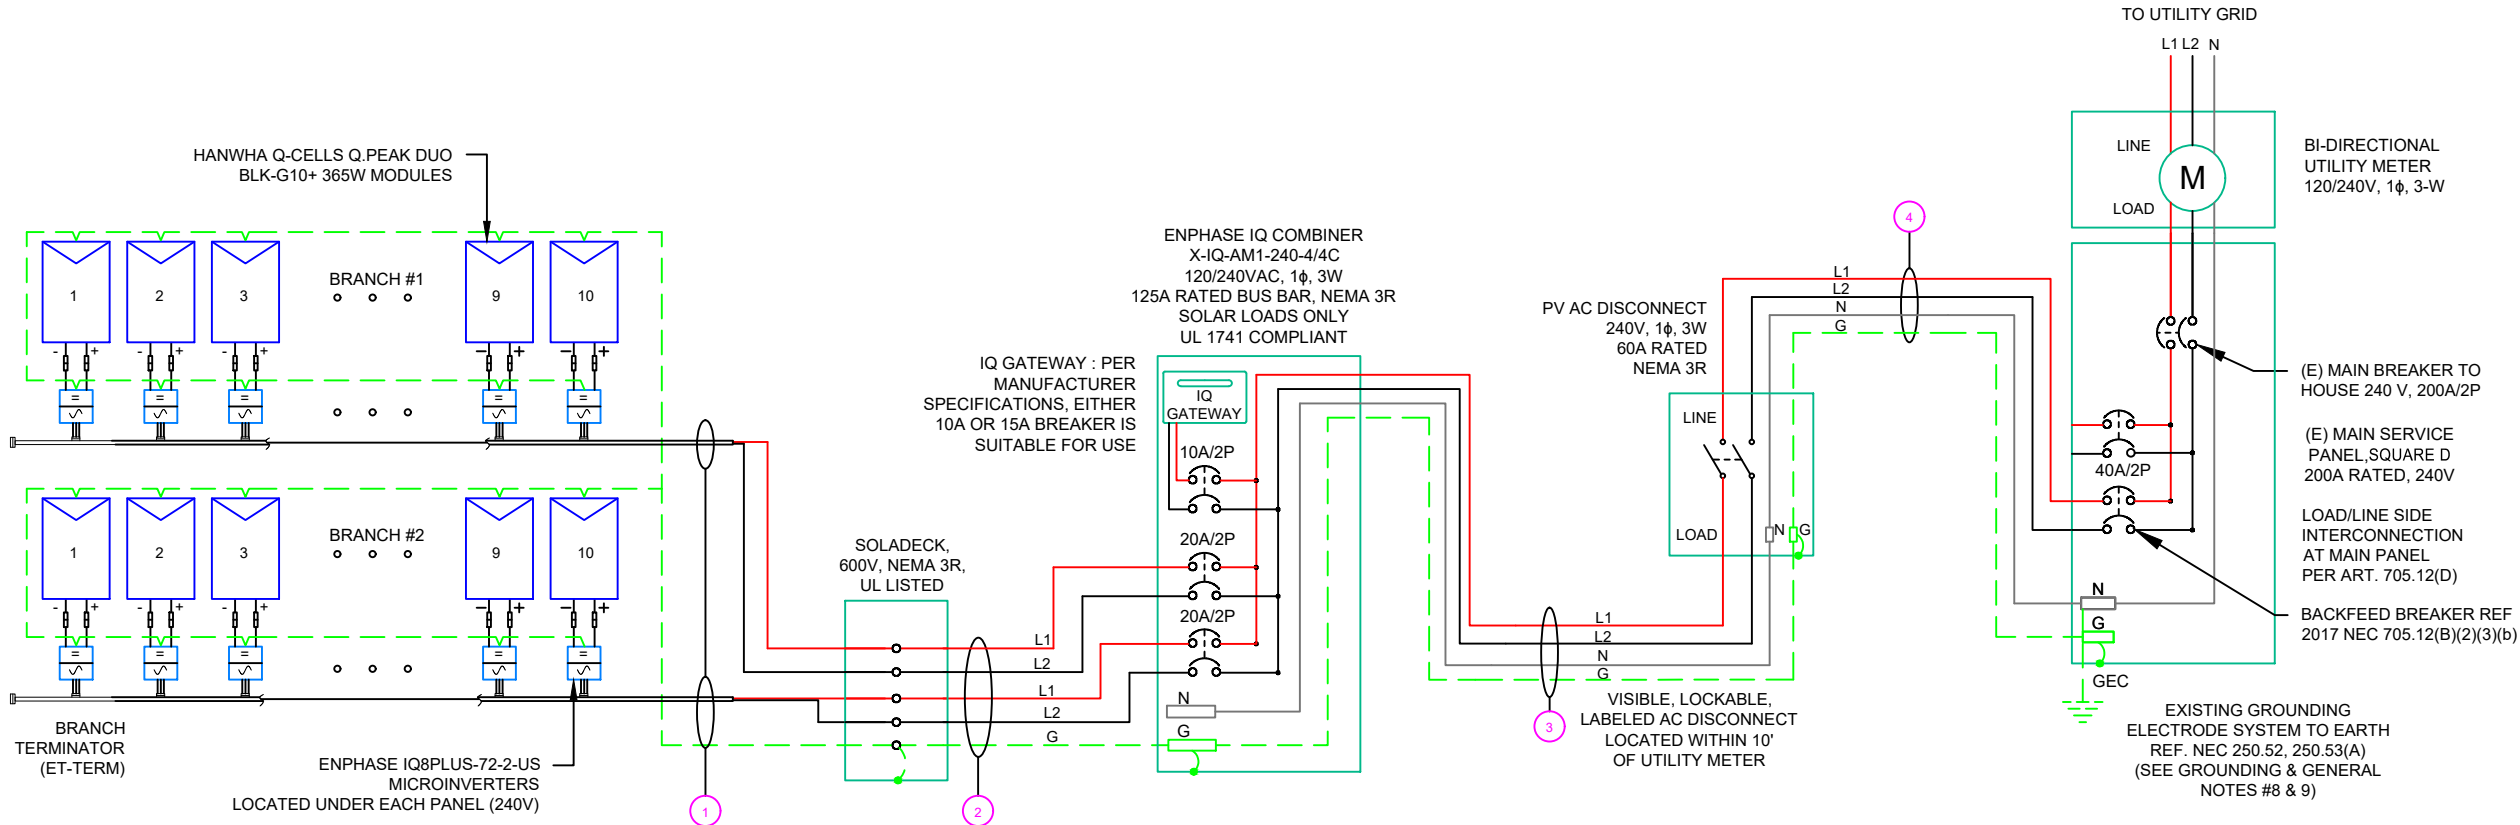 TO UTILITY GRID
L1 L2 N
LINE
M
LOAD
BI-DIRECTIONAL
UTILITY METER
120/240V, 1ϕ, 3-W
HANWHA Q-CELLS Q.PEAK DUO
BLK-G10+ 365W MODULES
1
2
3
BRANCH #1
9
10
- +
- +
- +
- +
- +
=
=
=
=
=
1
2
3
BRANCH #2
9
10
- +
- +
- +
- +
- +
=
=
=
=
=
BRANCH
TERMINATOR
(ET-TERM)
ENPHASE IQ8PLUS-72-2-US
MICROINVERTERS
LOCATED UNDER EACH PANEL (240V)
1
SOLADECK,
600V, NEMA 3R,
UL LISTED
L1
L2
L1
L2
G
2
ENPHASE IQ COMBINER
X-IQ-AM1-240-4/4C
120/240VAC, 1ϕ, 3W
125A RATED BUS BAR, NEMA 3R
SOLAR LOADS ONLY
UL 1741 COMPLIANT
IQ GATEWAY : PER
MANUFACTURER
SPECIFICATIONS, EITHER
10A OR 15A BREAKER IS
SUITABLE FOR USE
IQ
GATEWAY
10A/2P
20A/2P
20A/2P
N
G
L1
L2
N
G
3
PV AC DISCONNECT
240V, 1ϕ, 3W
60A RATED
NEMA 3R
LINE
LOAD
N
G
VISIBLE, LOCKABLE,
LABELED AC DISCONNECT
LOCATED WITHIN 10'
OF UTILITY METER
4
L1
L2
N
G
40A/2P
N
G
GEC
(E) MAIN BREAKER TO
HOUSE 240 V, 200A/2P
(E) MAIN SERVICE
PANEL,SQUARE D
200A RATED, 240V
LOAD/LINE SIDE
INTERCONNECTION
AT MAIN PANEL
PER ART. 705.12(D)
BACKFEED BREAKER REF
2017 NEC 705.12(B)(2)(3)(b)
EXISTING GROUNDING
ELECTRODE SYSTEM TO EARTH
REF. NEC 250.52, 250.53(A)
(SEE GROUNDING & GENERAL
NOTES #8 & 9)